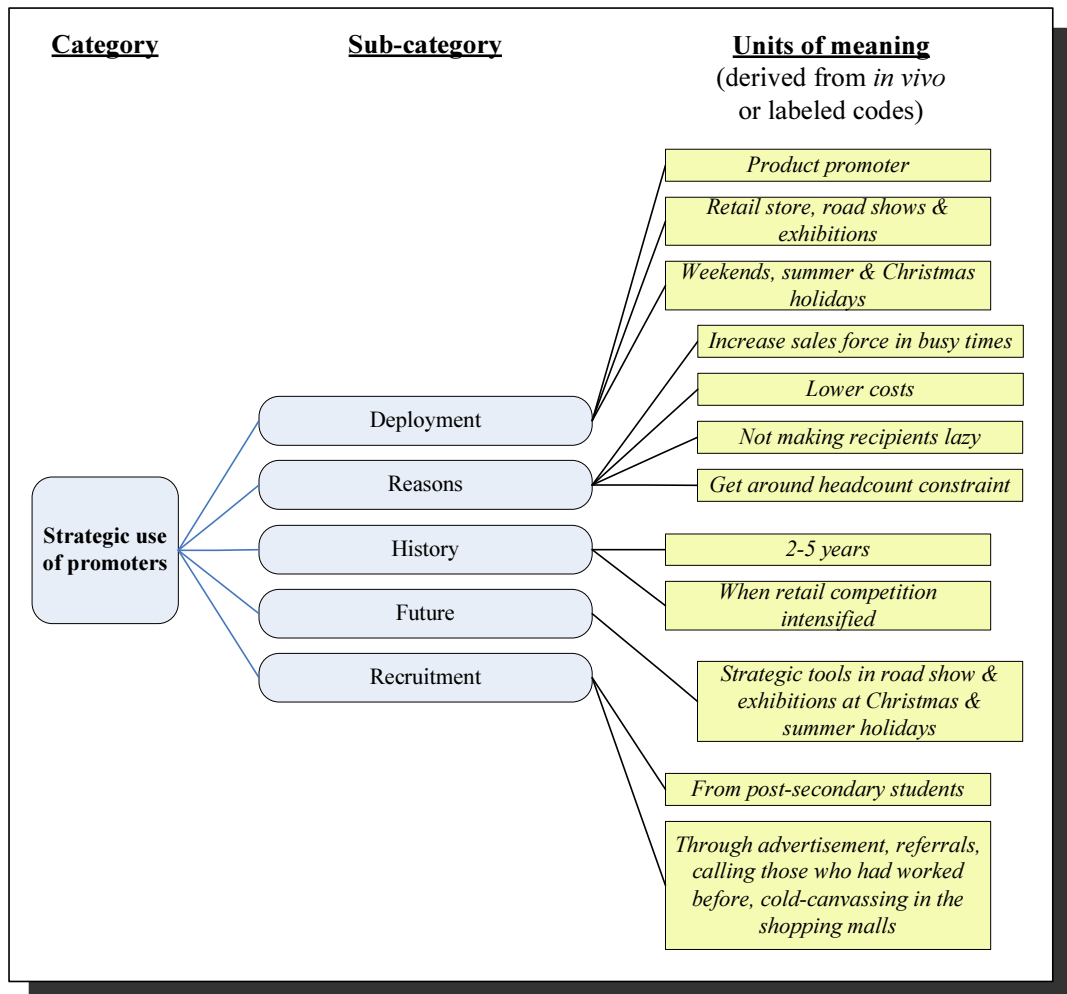 Category
Sub-category
Units of meaning
(derived from in vivo
or labeled codes)
Product promoter
Retail store, road shows &
exhibitions
Weekends, summer & Christmas
holidays
Increase sales force in busy times
Lower costs
Not making recipients lazy
Get around headcount constraint
2-5 years
When retail competition
intensified
Strategic tools in road show &
exhibitions at Christmas &
summer holidays
From post-secondary students
Through advertisement, referrals,
calling those who had worked
before, cold-canvassing in the
shopping malls
Deployment
Reasons
History
Future
Recruitment
Strategic use
of promoters